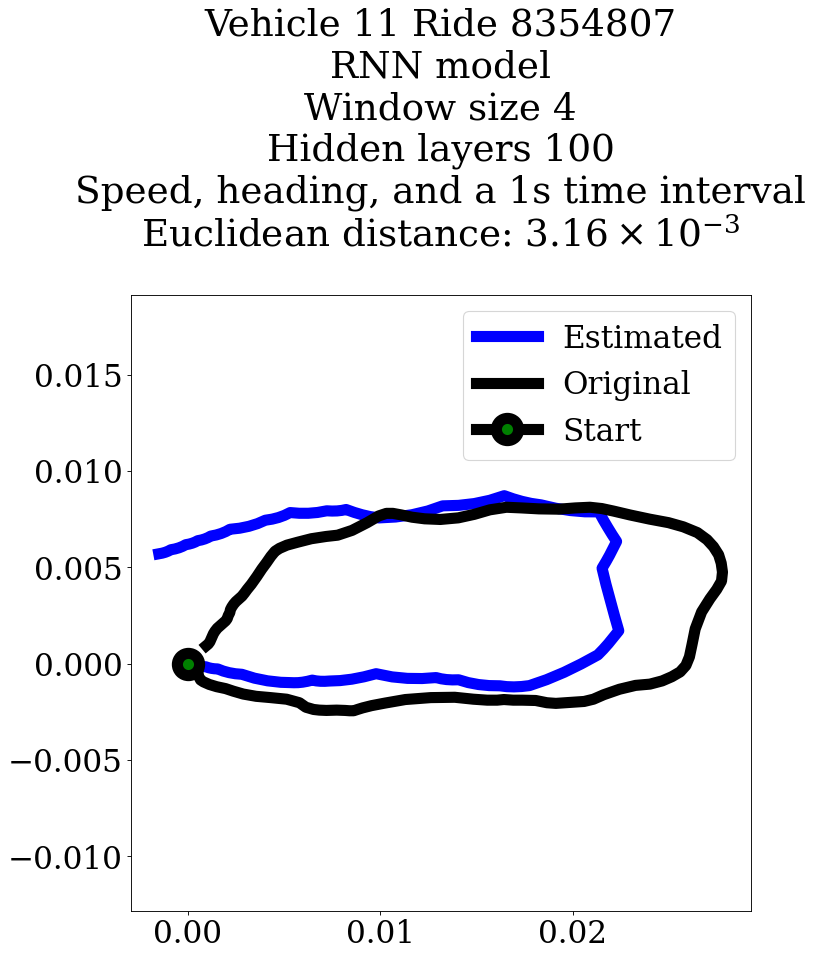 Vehicle 11 Ride 8354807
RNN model
Window size 4
Hidden layers 100
Speed, heading, and a 1s time interval
Euclidean distance: 3.16 × 10⁻³
Estimated
Original
Start
0.015
0.010
0.005
0.000
−0.005
−0.010
0.00 0.01 0.02